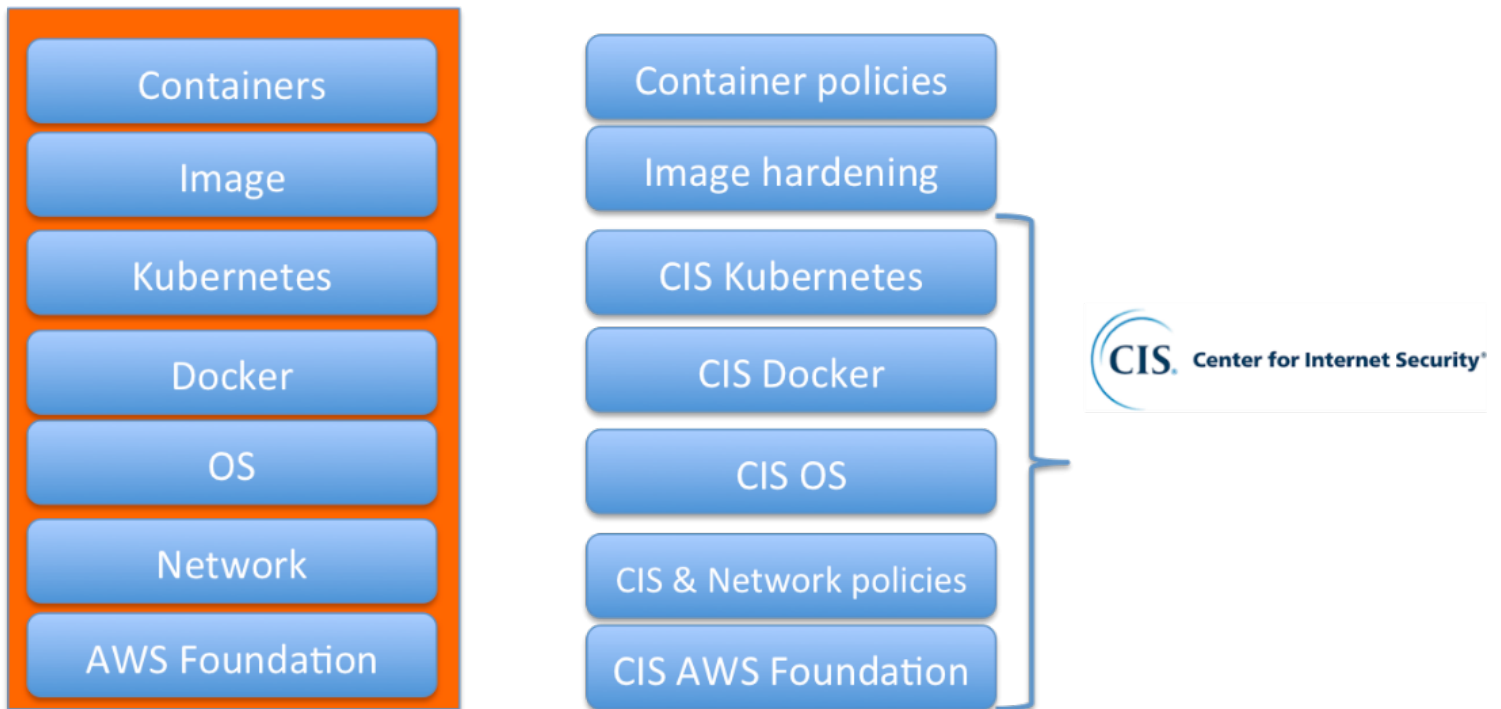 Containers
Image
Kubernetes
Docker
OS
Network
AWS Foundation
Container policies
Image hardening
CIS Kubernetes
CIS Docker
CIS OS
CIS & Network policies
CIS AWS Foundation
CIS. Center for Internet Security®